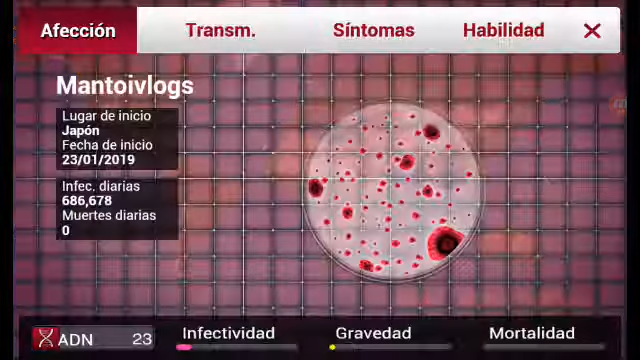 Afección Transm. Síntomas Habilidad X
Mantoivlogs
Lugar de inicio
Japón
Fecha de inicio
23/01/2019
Infec. diarias
686,678
Muertes diarias
0
ADN 23 Infectividad Gravedad Mortalidad